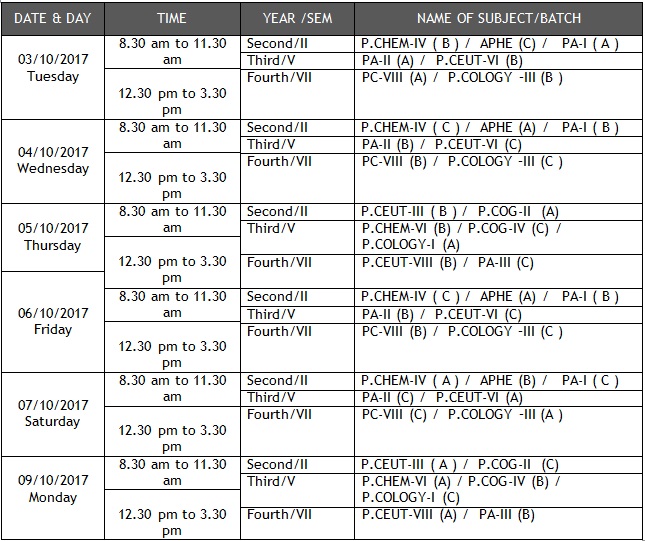 DATE & DAY TIME YEAR /SEM NAME OF SUBJECT/BATCH
03/10/2017
Tuesday
8.30 am to 11.30
am
12.30 pm to 3.30
pm
Second/II P.CHEM-IV ( B ) / APHE (C) / PA-I ( A )
Third/V PA-II (A) / P.CEUT-VI (B)
Fourth/VII PC-VIII (A) / P.COLOGY -III (B )
04/10/2017
Wednesday
8.30 am to 11.30
am
12.30 pm to 3.30
pm
Second/II P.CHEM-IV ( C ) / APHE (A) / PA-I ( B )
Third/V PA-II (B) / P.CEUT-VI (C)
Fourth/VII PC-VIII (B) / P.COLOGY -III (C )
05/10/2017
Thursday
8.30 am to 11.30
am
12.30 pm to 3.30
pm
Second/II P.CEUT-III ( B ) / P.COG-II (A)
Third/V P.CHEM-VI (B) / P.COG-IV (C) /
P.COLOGY-I (A)
Fourth/VII P.CEUT-VIII (B) / PA-III (C)
06/10/2017
Friday
8.30 am to 11.30
am
12.30 pm to 3.30
pm
Second/II P.CHEM-IV ( C ) / APHE (A) / PA-I ( B )
Third/V PA-II (B) / P.CEUT-VI (C)
Fourth/VII PC-VIII (B) / P.COLOGY -III (C )
07/10/2017
Saturday
8.30 am to 11.30
am
12.30 pm to 3.30
pm
Second/II P.CHEM-IV ( A ) / APHE (B) / PA-I ( C )
Third/V PA-II (C) / P.CEUT-VI (A)
Fourth/VII PC-VIII (C) / P.COLOGY -III (A )
09/10/2017
Monday
8.30 am to 11.30
am
12.30 pm to 3.30
pm
Second/II P.CEUT-III ( A ) / P.COG-II (C)
Third/V P.CHEM-VI (A) / P.COG-IV (B) /
P.COLOGY-I (C)
Fourth/VII P.CEUT-VIII (A) / PA-III (B)